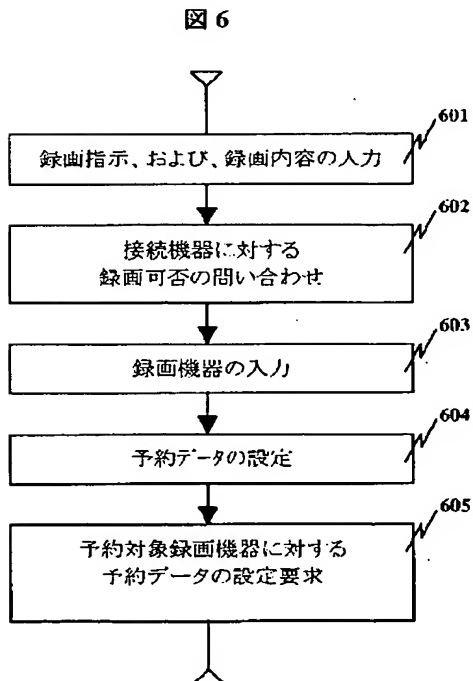 図 6
601
録画指示、および、録画内容の入力
602
接続機器に対する
録画可否の問い合わせ
603
録画機器の入力
604
予約データの設定
605
予約対象録画機器に対する
予約データの設定要求